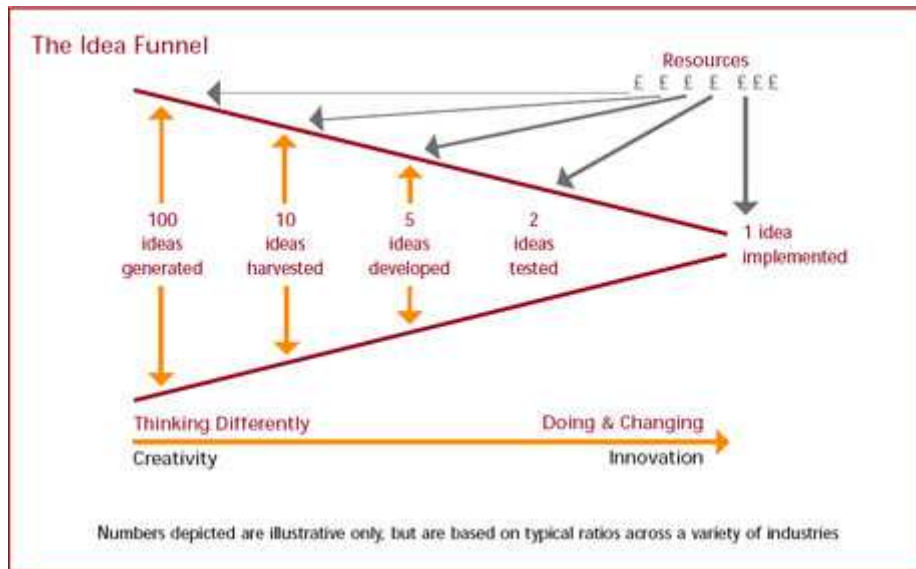 The Idea Funnel
Resources
£ £ £ £ £££
100
ideas
generated
10
ideas
harvested
5
ideas
developed
2
ideas
tested
1 idea
implemented
Thinking Differently
Doing & Changing
Creativity
Innovation
Numbers depicted are illustrative only, but are based on typical ratios across a variety of industries